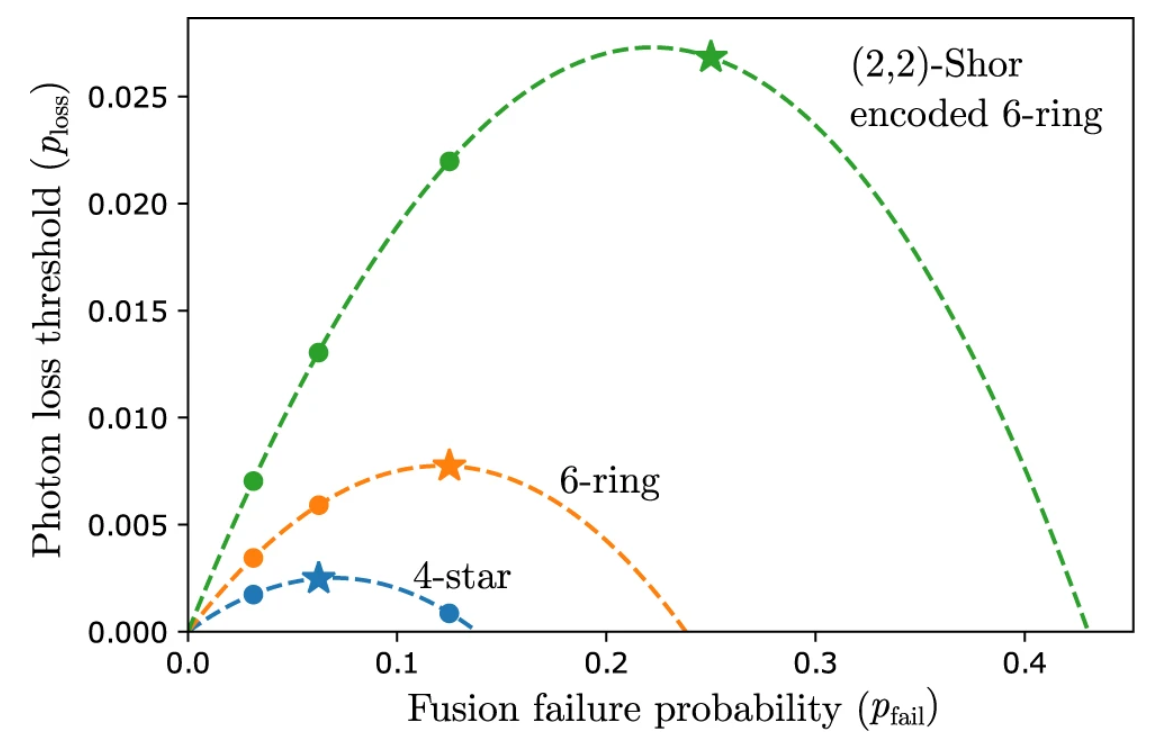 Photon loss threshold (p_loss)
0.025
0.020
0.015
0.010
0.005
0.000
(2,2)-Shor
encoded 6-ring
6-ring
4-star
0.0 0.1 0.2 0.3 0.4
Fusion failure probability (p_fail)